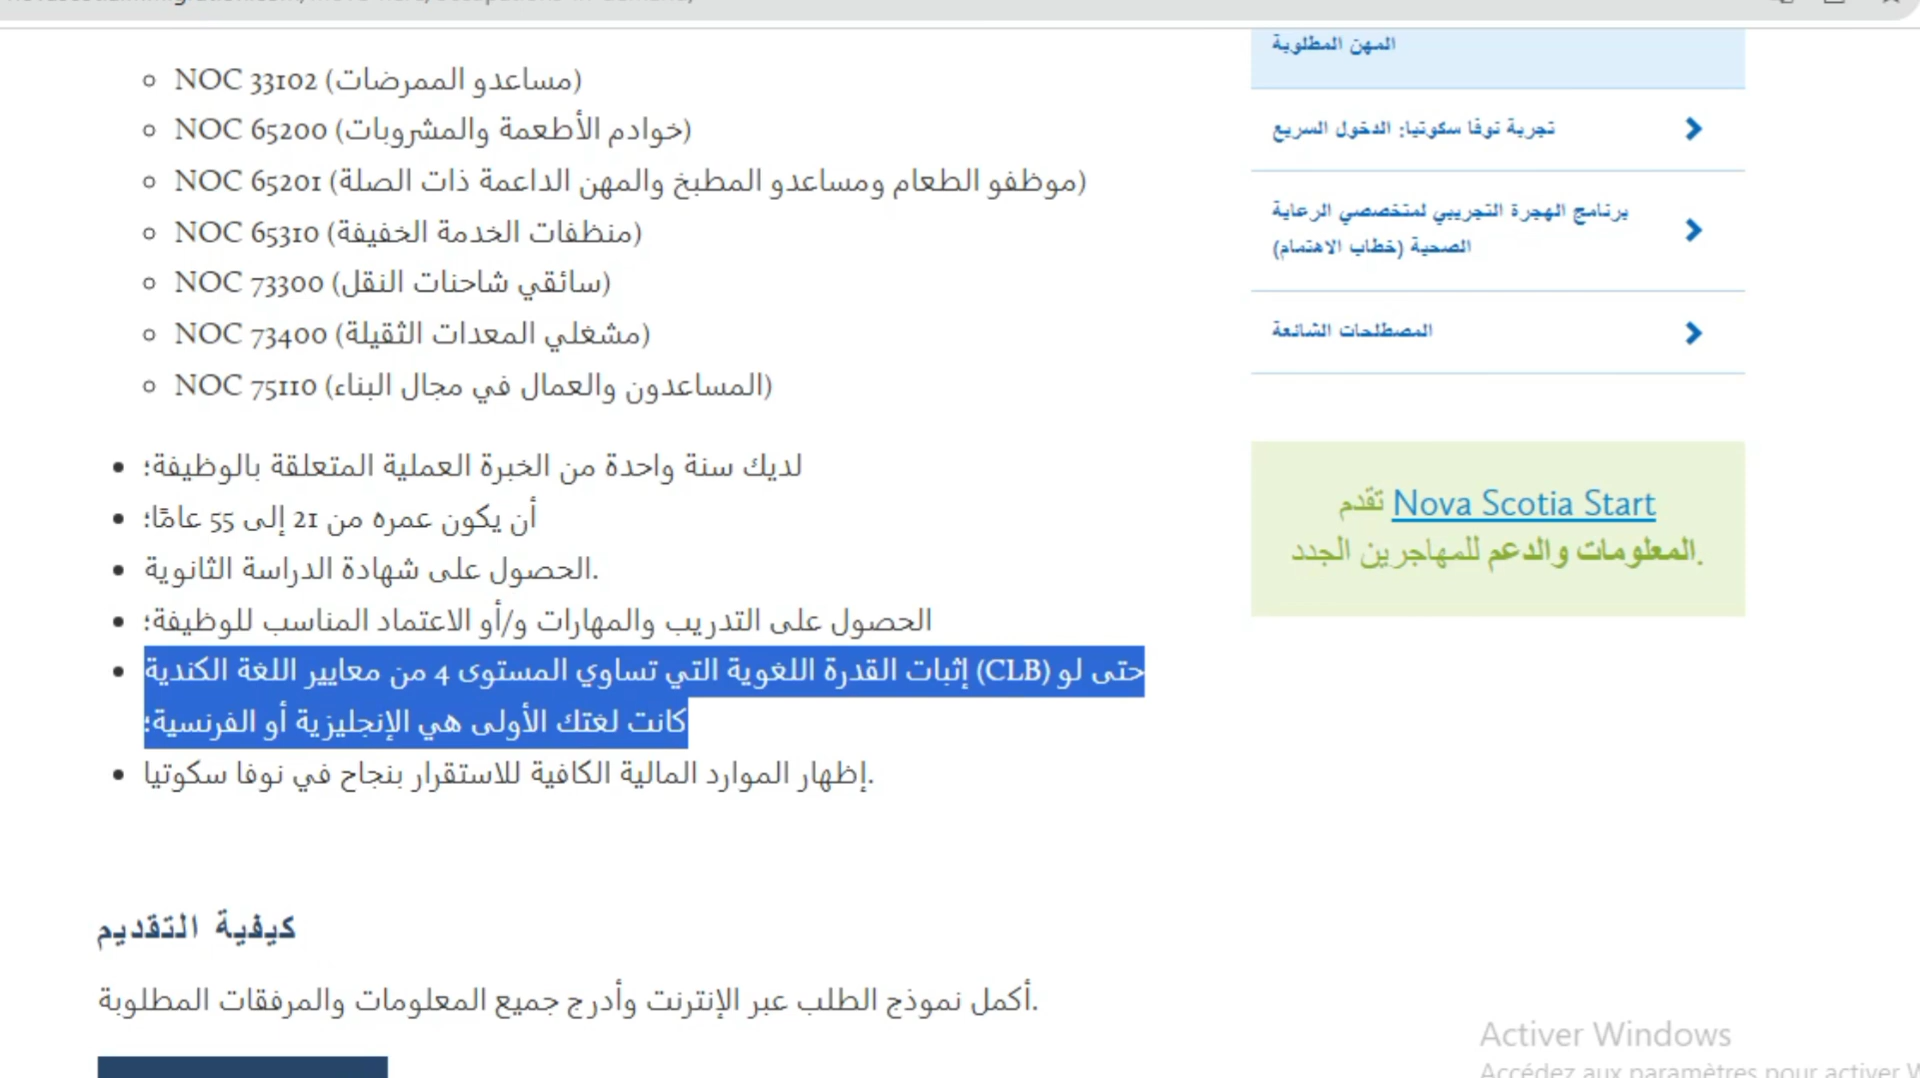 NOC 33102 (مساعدو الممرضات)
NOC 65200 (خوادم الأطعمة والمشروبات)
NOC 65201 (موظفو الطعام ومساعدو المطبخ والمهن الداعمة ذات الصلة)
NOC 65310 (منظفات الخدمة الخفيفة)
NOC 73300 (سائقي شاحنات النقل)
NOC 73400 (مشغلي المعدات الثقيلة)
NOC 75110 (المساعدون والعمال في مجال البناء)
لديك سنة واحدة من الخبرة العملية المتعلقة بالوظيفة؛
أن يكون عمره من 21 إلى 55 عامًا؛
الحصول على شهادة الدراسة الثانوية.
الحصول على التدريب والمهارات و/أو الاعتماد المناسب للوظيفة؛
حتى لو (CLB) إثبات القدرة اللغوية التي تساوي المستوى 4 من معايير اللغة الكندية
كانت لغتك الأولى هي الإنجليزية أو الفرنسية؛
إظهار الموارد المالية الكافية للاستقرار بنجاح في نوفا سكوتيا.
كيفية التقديم
أكمل نموذج الطلب عبر الإنترنت وأدرج جميع المعلومات والمرفقات المطلوبة.
المهن المطلوبة
تجربة نوفا سكوتيا: الدخول السريع
برنامج الهجرة التجريبي لمتخصصي الرعاية
الصحية (خطاب الاهتمام)
المصطلحات الشائعة
تقدم Nova Scotia Start
المعلومات والدعم للمهاجرين الجدد.
Activer Windows
Accédez aux paramètres pour activer